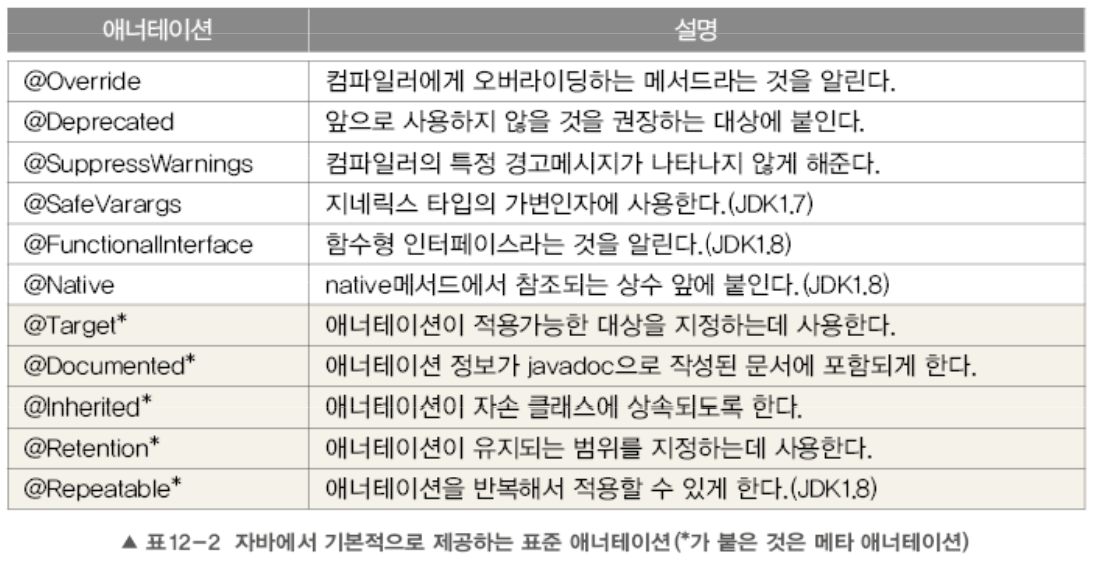 애너테이션 설명
@Override 컴파일러에게 오버라이딩하는 메서드라는 것을 알린다.
@Deprecated 앞으로 사용하지 않을 것을 권장하는 대상에 붙인다.
@SuppressWarnings 컴파일러의 특정 경고메시지가 나타나지 않게 해준다.
@SafeVarargs 지네릭스 타입의 가변인자에 사용한다.(JDK1.7)
@FunctionalInterface 함수형 인터페이스라는 것을 알린다.(JDK1.8)
@Native native메서드에서 참조되는 상수 앞에 붙인다.(JDK1.8)
@Target* 애너테이션이 적용가능한 대상을 지정하는데 사용한다.
@Documented* 애너테이션 정보가 javadoc으로 작성된 문서에 포함되게 한다.
@Inherited* 애너테이션이 자손 클래스에 상속되도록 한다.
@Retention* 애너테이션이 유지되는 범위를 지정하는데 사용한다.
@Repeatable* 애너테이션을 반복해서 적용할 수 있게 한다.(JDK1.8)
▲ 표12-2 자바에서 기본적으로 제공하는 표준 애너테이션(*가 붙은 것은 메타 애너테이션)